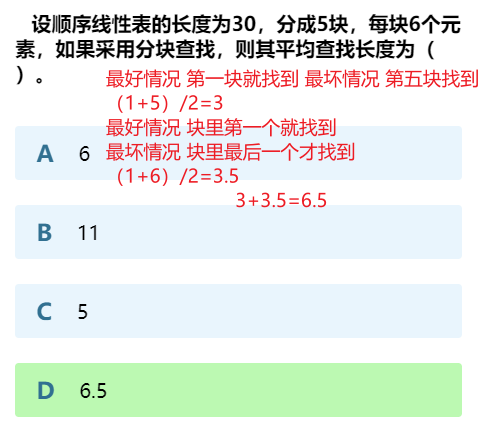 设顺序线性表的长度为30，分成5块，每块6个元
素，如果采用分块查找，则其平均查找长度为（
）。
最好情况 第一块就找到 最坏情况 第五块找到
（1+5）/2=3
最好情况 块里第一个就找到
最坏情况 块里最后一个才找到
（1+6）/2=3.5
3+3.5=6.5
A 6
B 11
C 5
D 6.5